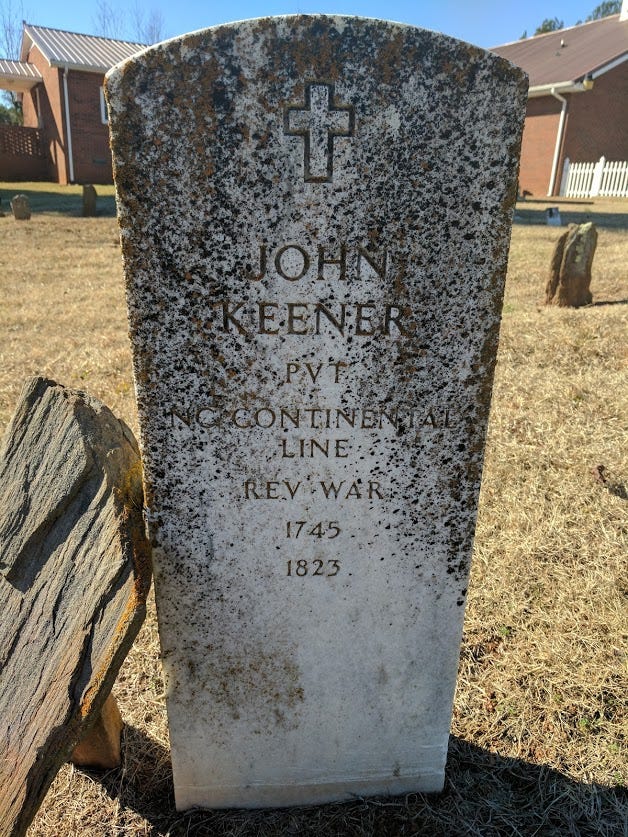 JOHN
KEENER
PVT
NC CONTINENTAL
LINE
REV WAR
1745
1823